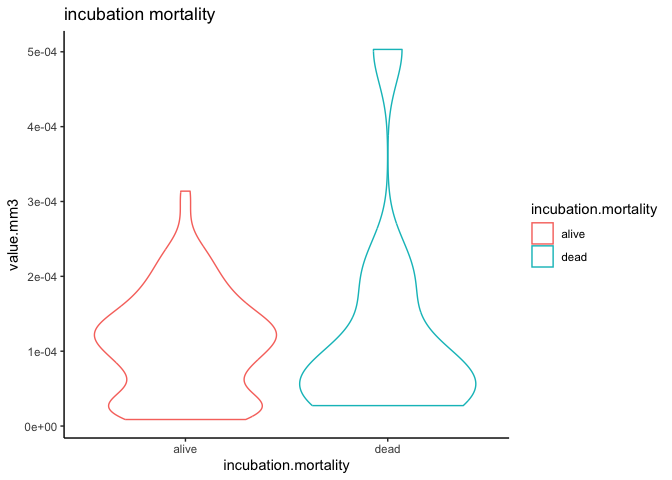 incubation mortality
5e-04
4e-04
3e-04
2e-04
1e-04
0e+00
value.mm3
alive
dead
incubation.mortality
incubation.mortality
alive
dead